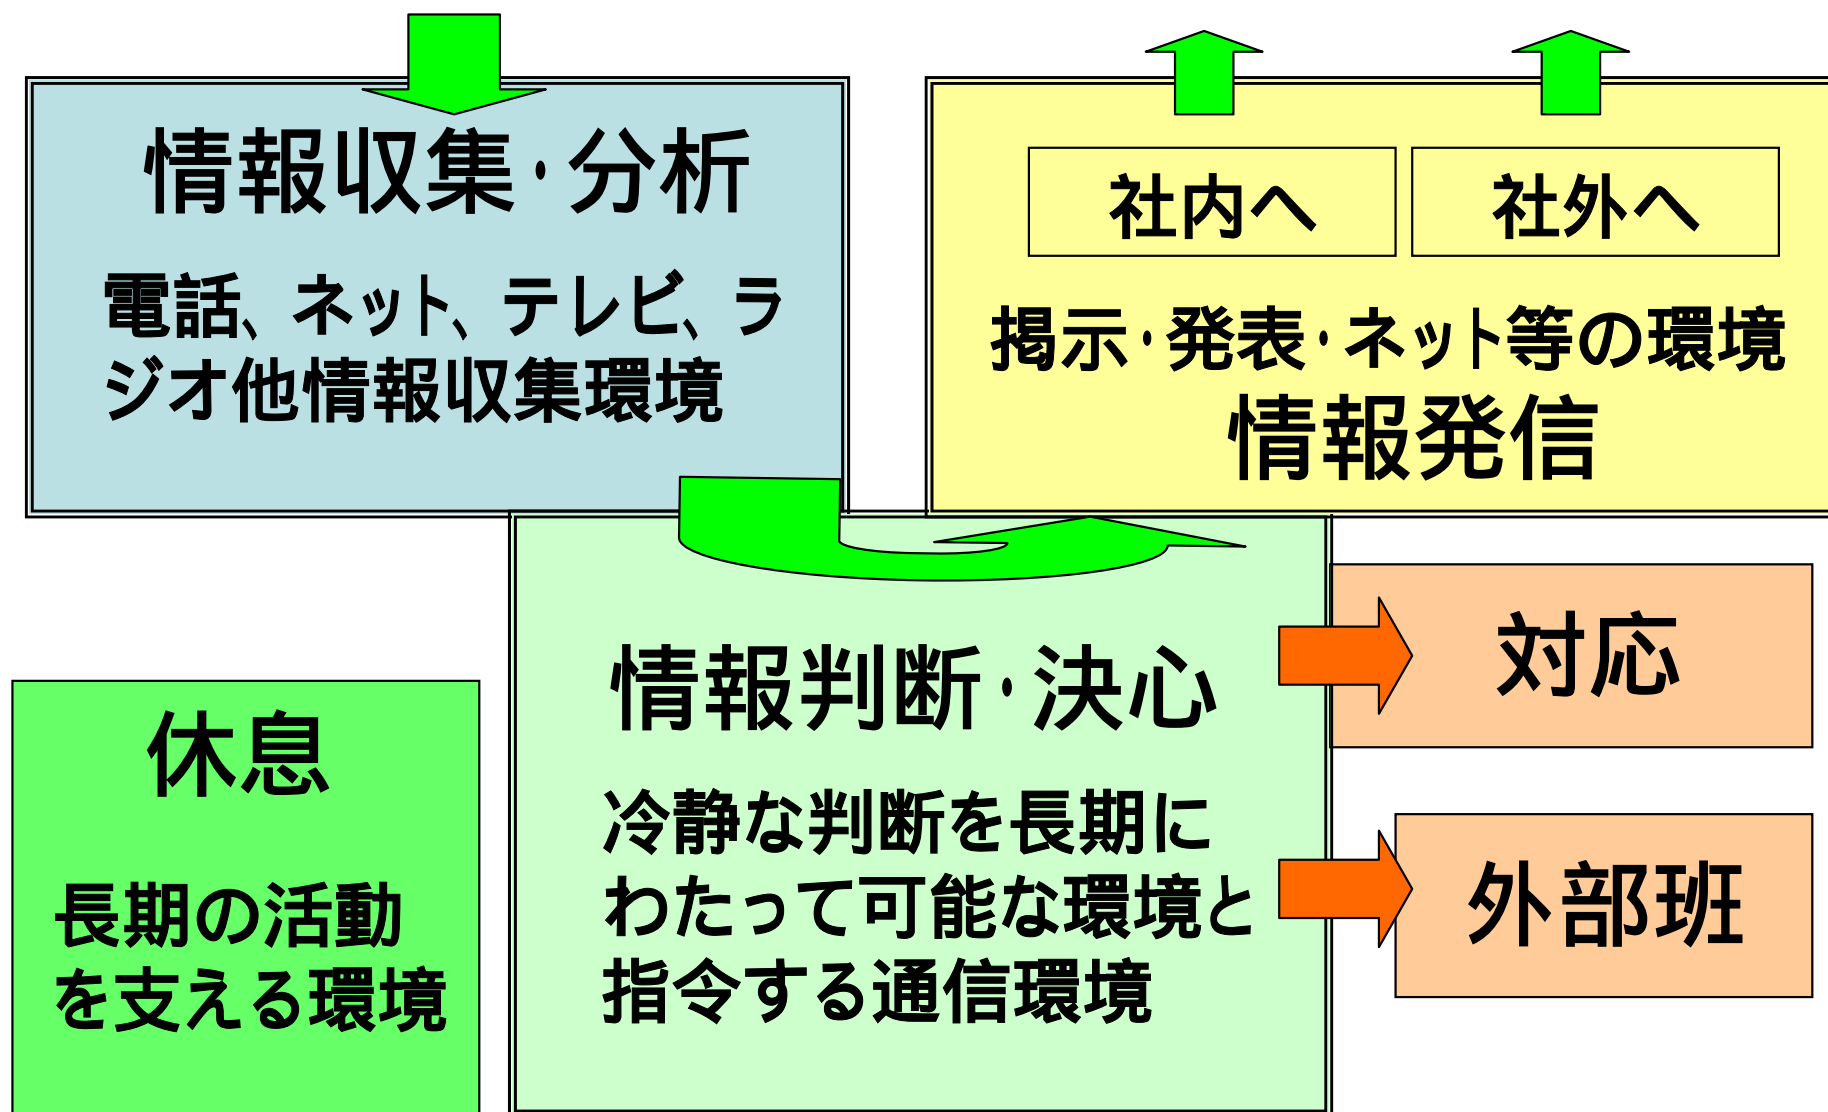 情報収集・分析
電話、ネット、テレビ、ラ
ジオ他情報収集環境
社内へ
社外へ
掲示・発表・ネット等の環境
情報発信
情報判断・決心
冷静な判断を長期に
わたって可能な環境と
指令する通信環境
対応
外部班
休息
長期の活動
を支える環境